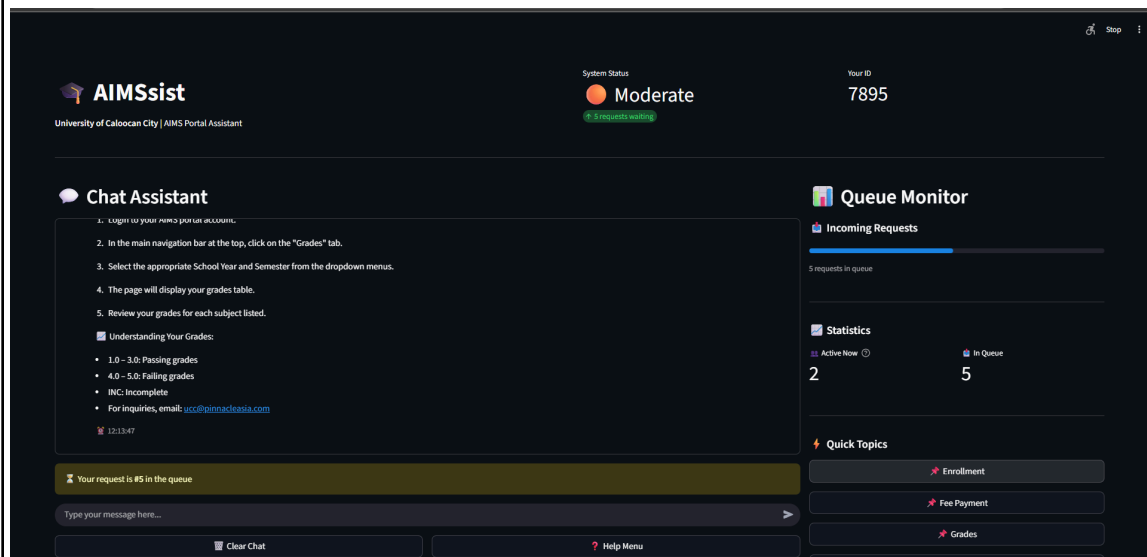 Stop
AIMSsist
University of Caloocan City | AIMS Portal Assistant
System Status
Moderate
↑ 5 requests waiting
Your ID
7895
Chat Assistant
1. Login to your AIMS portal account.
2. In the main navigation bar at the top, click on the "Grades" tab.
3. Select the appropriate School Year and Semester from the dropdown menus.
4. The page will display your grades table.
5. Review your grades for each subject listed.
Understanding Your Grades:
• 1.0 – 3.0: Passing grades
• 4.0 – 5.0: Failing grades
• INC: Incomplete
• For inquiries, email: ucc@pinnacleasia.com
12:13:47
Your request is #5 in the queue
Type your message here...
Clear Chat
Help Menu
Queue Monitor
Incoming Requests
5 requests in queue
Statistics
Active Now
2
In Queue
5
Quick Topics
Enrollment
Fee Payment
Grades